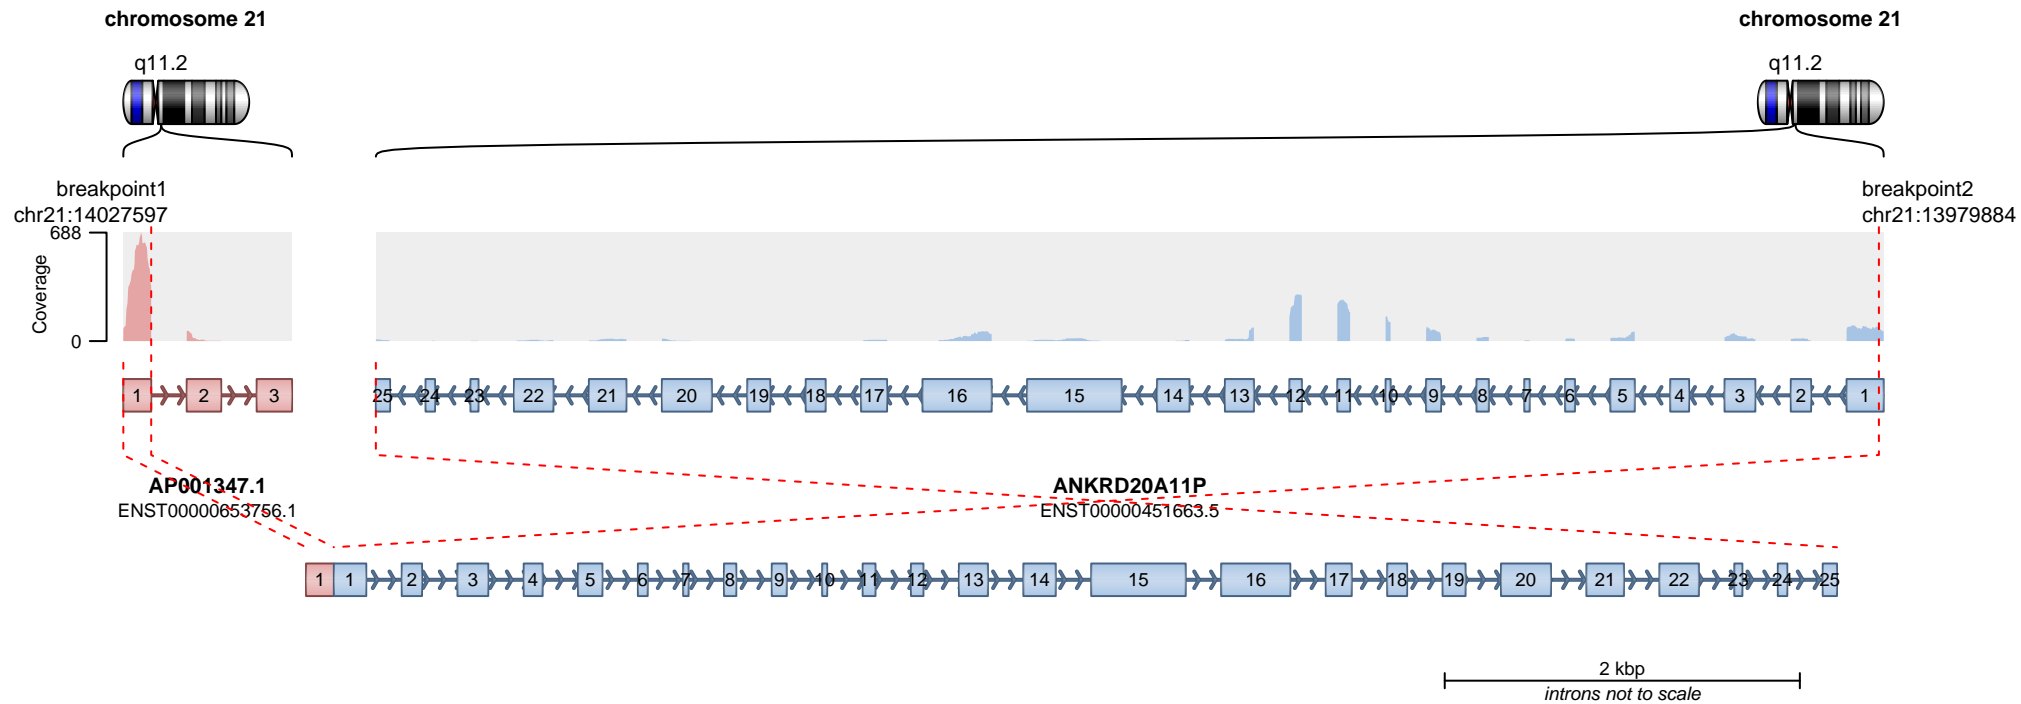 chromosome 21
chromosome 21
q11.2
q11.2
breakpoint1
chr21:14027597
breakpoint2
chr21:13979884
688
Coverage
0
1 2 3
25 24 23 22 21 20 19 18 17 16 15 14 13 12 11 10 9 8 7 6 5 4 3 2 1
AP001347.1
ENST00000653756.1
ANKRD20A11P
ENST00000451663.5
1 1 2 3 4 5 6 7 8 9 10 11 12 13 14 15 16 17 18 19 20 21 22 23 24 25
2 kbp
introns not to scale